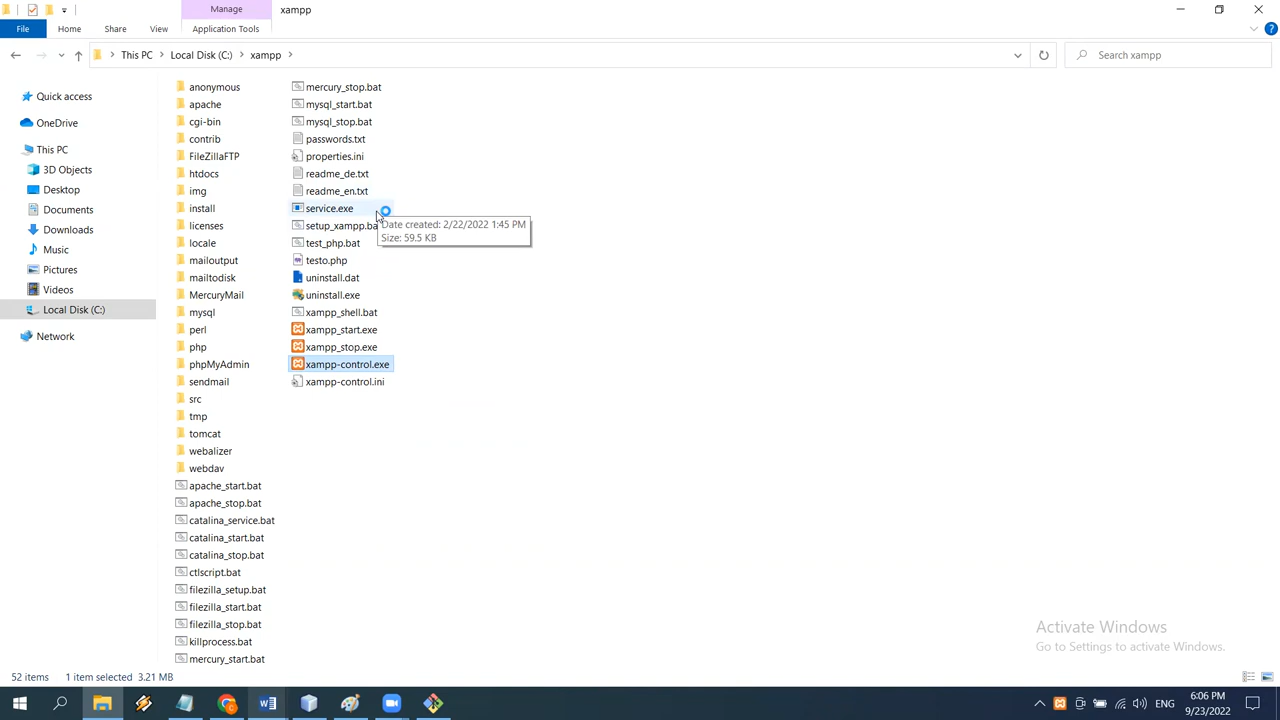 Manage
xampp
File
Home
Share
View
Application Tools
This PC
Local Disk (C:)
xampp
Search xampp
Quick access
OneDrive
This PC
3D Objects
Desktop
Documents
Downloads
Music
Pictures
Videos
Local Disk (C:)
Network
anonymous
apache
cgi-bin
contrib
FileZillaFTP
htdocs
img
install
licenses
locale
mailoutput
mailtodisk
MercuryMail
mysql
perl
php
phpMyAdmin
sendmail
src
tmp
tomcat
webalizer
webdav
apache_start.bat
apache_stop.bat
catalina_service.bat
catalina_start.bat
catalina_stop.bat
ctlscript.bat
filezilla_setup.bat
filezilla_start.bat
filezilla_stop.bat
killprocess.bat
mercury_start.bat
mercury_stop.bat
mysql_start.bat
mysql_stop.bat
passwords.txt
properties.ini
readme_de.txt
readme_en.txt
service.exe
setup_xampp.ba
test_php.bat
testo.php
uninstall.dat
uninstall.exe
xampp_shell.bat
xampp_start.exe
xampp_stop.exe
xampp-control.exe
xampp-control.ini
Date created: 2/22/2022 1:45 PM
Size: 59.5 KB
Activate Windows
Go to Settings to activate Windows.
52 items
1 item selected 3.21 MB
ENG
6:06 PM
9/23/2022